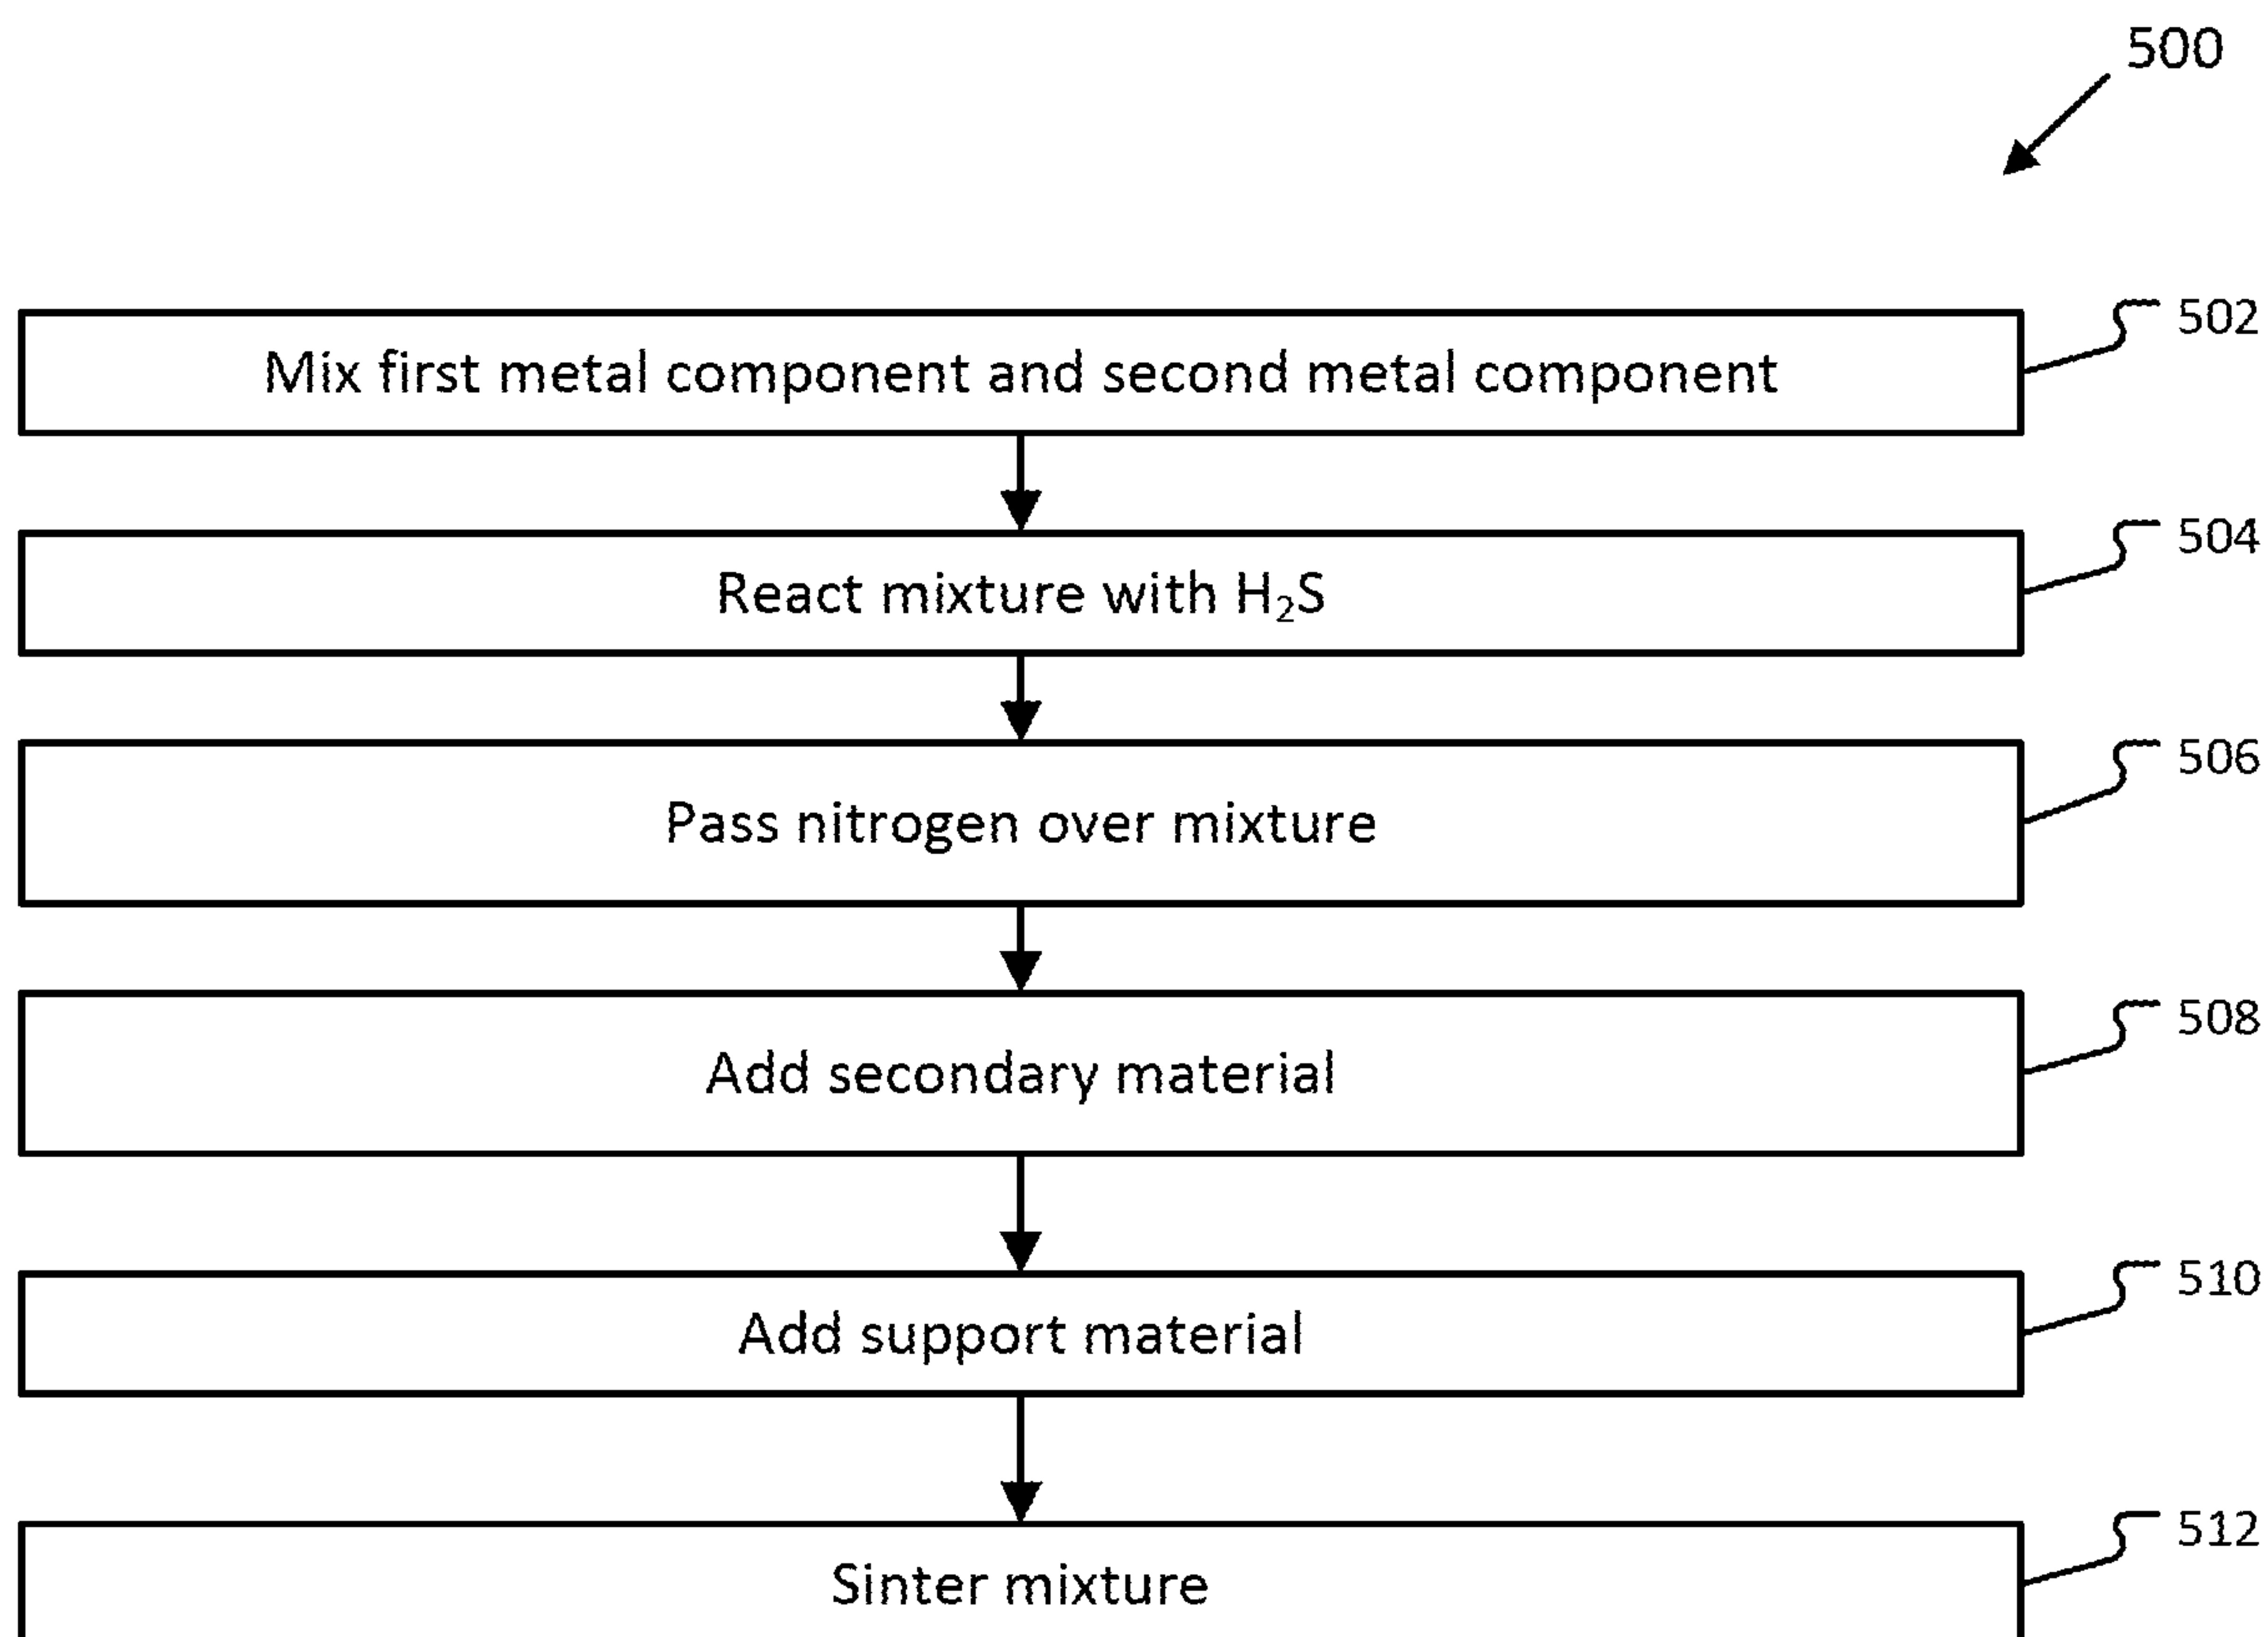 500
Mix first metal component and second metal component
502
React mixture with H₂S
504
Pass nitrogen over mixture
506
Add secondary material
508
Add support material
510
Sinter mixture
512